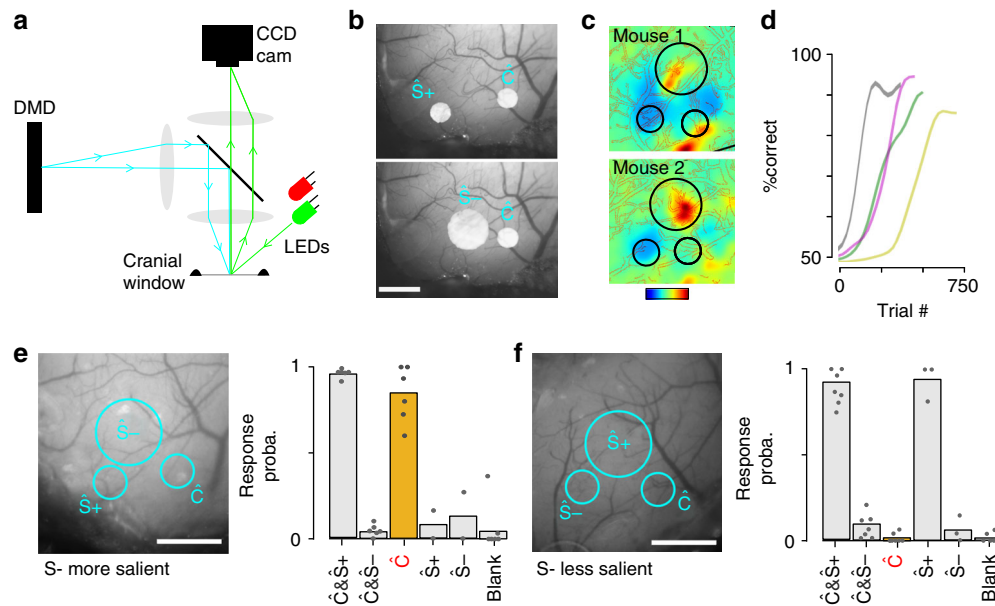 a
CCD
cam
DMD
LEDs
Cranial
window
b
Ŝ+
Ĉ
Ŝ−
Ĉ
c
Mouse 1
Mouse 2
d
100
%correct
50
0
750
Trial #
e
Ŝ−
Ŝ+
Ĉ
S- more salient
1
Response
proba.
0
Ĉ&Ŝ+
Ĉ&Ŝ−
Ĉ
Ŝ+
Ŝ−
Blank
f
Ŝ+
Ŝ−
Ĉ
S- less salient
1
Response
proba.
0
Ĉ&Ŝ+
Ĉ&Ŝ−
Ĉ
Ŝ+
Ŝ−
Blank